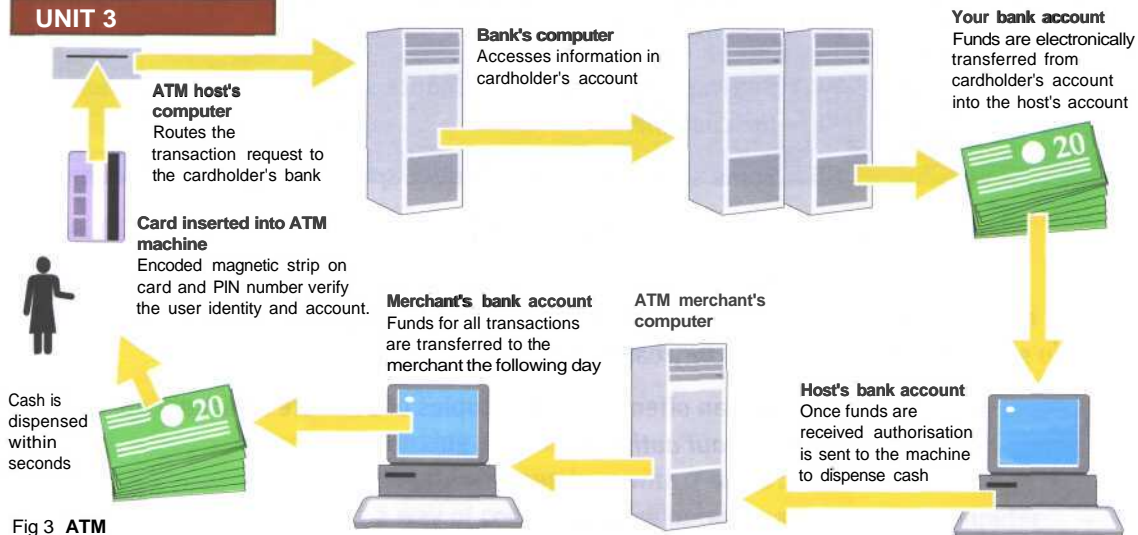 UNIT 3
ATM host's
computer
Routes the
transaction request to
the cardholder's bank
Bank's computer
Accesses information in
cardholder's account
Your bank account
Funds are electronically
transferred from
cardholder's account
into the host's account
20
Card inserted into ATM
machine
Encoded magnetic strip on
card and PIN number verify
the user identity and account.
Merchant's bank account
Funds for all transactions
are transferred to the
merchant the following day
ATM merchant's
computer
Host's bank account
Once funds are
received authorisation
is sent to the machine
to dispense cash
Cash is
dispensed
within
seconds
20
Fig 3 ATM